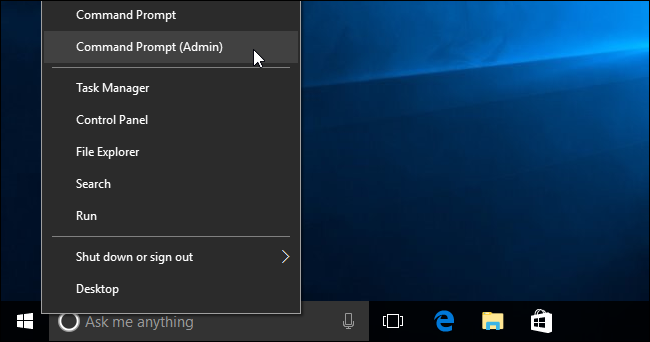 Command Prompt
Command Prompt (Admin)
Task Manager
Control Panel
File Explorer
Search
Run
Shut down or sign out
Desktop
Ask me anything